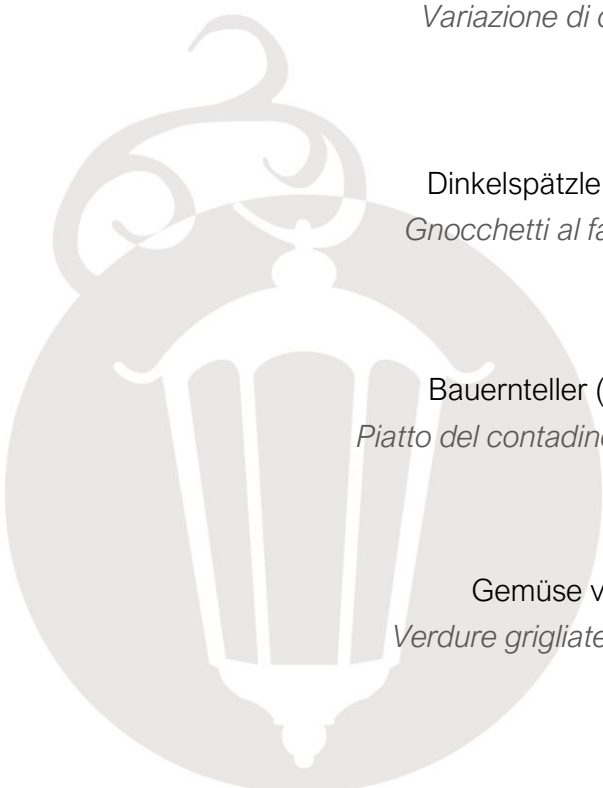 Variazione di
Dinkelspätzle
Gnocchetti al
Bauernteller (
Piatto del
Gemüse
Verdure grigliate